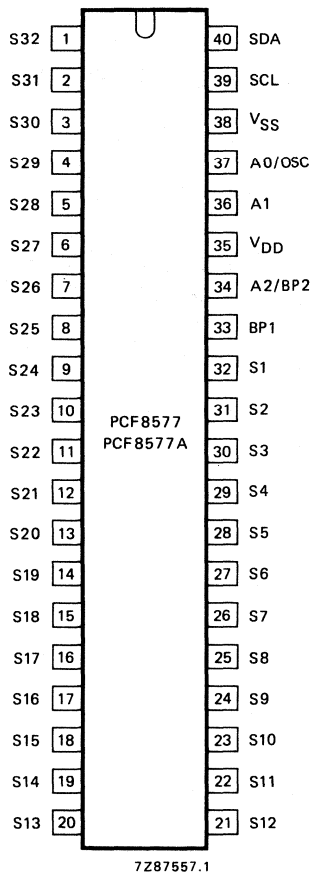 S32 1 40 SDA
S31 2 39 SCL
S30 3 38 VSS
S29 4 37 A0/OSC
S28 5 36 A1
S27 6 35 VDD
S26 7 34 A2/BP2
S25 8 33 BP1
S24 9 32 S1
S23 10 31 S2
PCF8577
S22 11 30 S3
PCF8577A
S21 12 29 S4
S20 13 28 S5
S19 14 27 S6
S18 15 26 S7
S17 16 25 S8
S16 17 24 S9
S15 18 23 S10
S14 19 22 S11
S13 20 21 S12
7Z87557.1